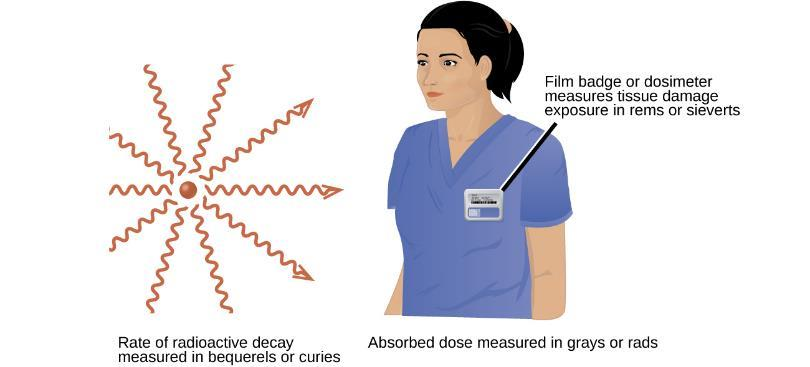 Film badge or dosimeter
measures tissue damage
exposure in rems or sieverts
Rate of radioactive decay
measured in bequerels or curies
Absorbed dose measured in grays or rads